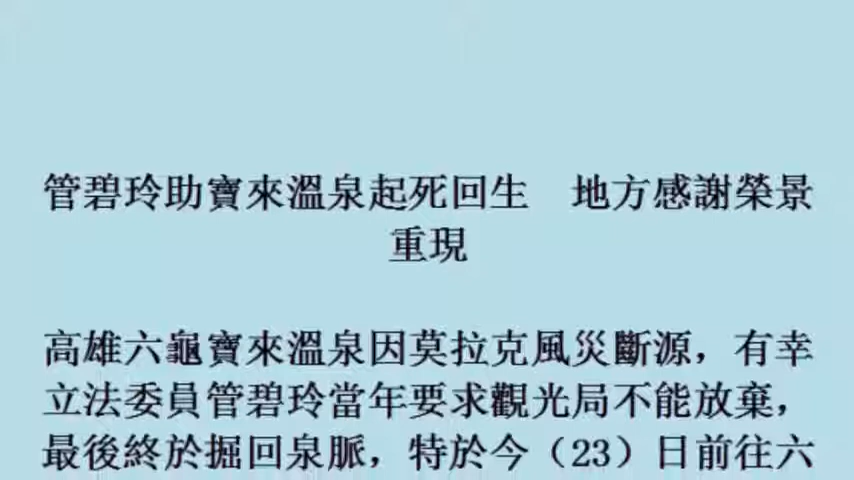 管碧玲助寶來溫泉起死回生　地方感謝榮景
重現
高雄六龜寶來溫泉因莫拉克風災斷源，有幸
立法委員管碧玲當年要求觀光局不能放棄，
最後終於掘回泉脈，特於今（23）日前往六